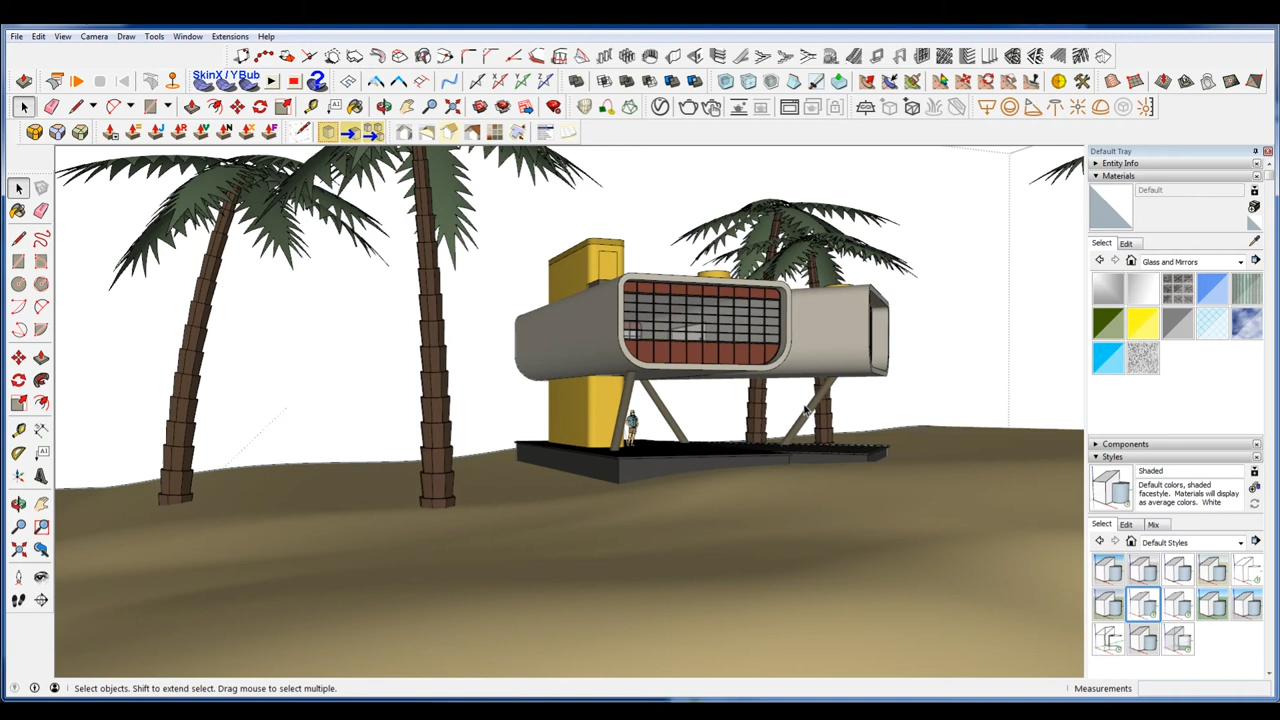 File Edit View Camera Draw Tools Window Extensions Help
SkinX / YBub
J R V N X F
A1
Default Tray
Entity Info
Materials
Default
Select Edit
Glass and Mirrors
A1
Components
Styles
Shaded
Default colors, shaded
facestyle. Materials will display
as average colors. White
Select Edit Mix
Default Styles
Select objects. Shift to extend select. Drag mouse to select multiple.
Measurements